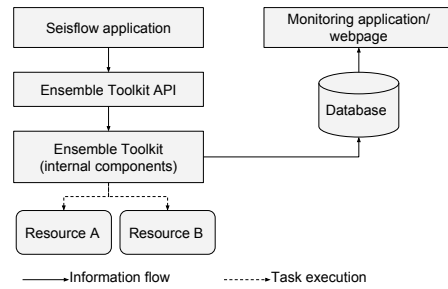 Seisflow application
Monitoring application/
webpage
Ensemble Toolkit API
Database
Ensemble Toolkit
(internal components)
Resource A
Resource B
Information flow
Task execution